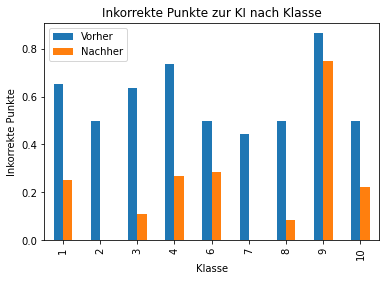 Inkorrekte Punkte zur KI nach Klasse
Vorher
Nachher
Inkorrekte Punkte
0.8
0.6
0.4
0.2
0.0
1 2 3 4 6 7 8 9 10
Klasse